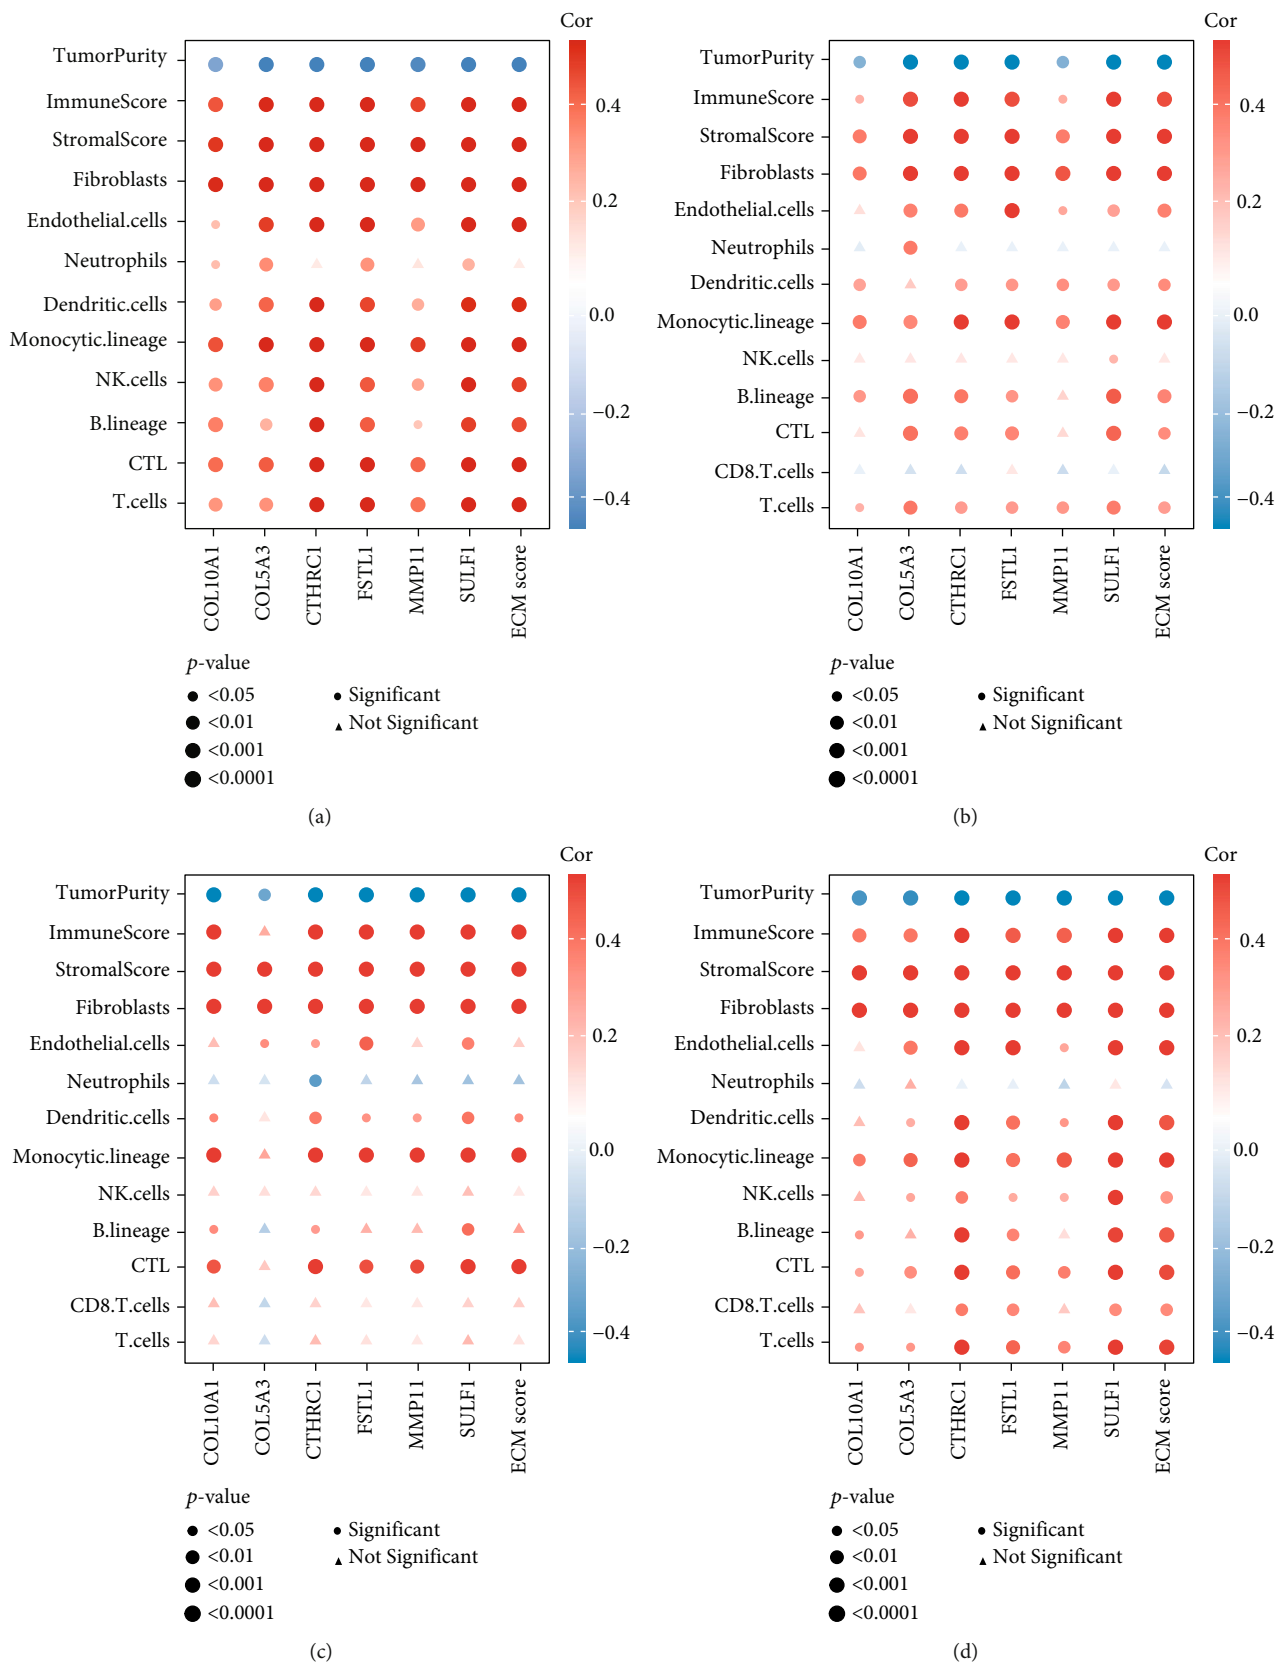 Cor
TumorPurity
ImmuneScore
StromalScore
Fibroblasts
Endothelial.cells
Neutrophils
Dendritic.cells
Monocytic.lineage
NK.cells
B.lineage
CTL
T.cells
0.4
0.2
0.0
−0.2
−0.4
COL10A1
COL5A3
CTHRC1
FSTL1
MMP11
SULF1
ECM score
p-value
<0.05
<0.01
<0.001
<0.0001
Significant
Not Significant
(a)
Cor
TumorPurity
ImmuneScore
StromalScore
Fibroblasts
Endothelial.cells
Neutrophils
Dendritic.cells
Monocytic.lineage
NK.cells
B.lineage
CTL
CD8.T.cells
T.cells
0.4
0.2
0.0
−0.2
−0.4
COL10A1
COL5A3
CTHRC1
FSTL1
MMP11
SULF1
ECM score
p-value
<0.05
<0.01
<0.001
<0.0001
Significant
Not Significant
(b)
Cor
TumorPurity
ImmuneScore
StromalScore
Fibroblasts
Endothelial.cells
Neutrophils
Dendritic.cells
Monocytic.lineage
NK.cells
B.lineage
CTL
CD8.T.cells
T.cells
0.4
0.2
0.0
−0.2
−0.4
COL10A1
COL5A3
CTHRC1
FSTL1
MMP11
SULF1
ECM score
p-value
<0.05
<0.01
<0.001
<0.0001
Significant
Not Significant
(c)
Cor
TumorPurity
ImmuneScore
StromalScore
Fibroblasts
Endothelial.cells
Neutrophils
Dendritic.cells
Monocytic.lineage
NK.cells
B.lineage
CTL
CD8.T.cells
T.cells
0.4
0.2
0.0
−0.2
−0.4
COL10A1
COL5A3
CTHRC1
FSTL1
MMP11
SULF1
ECM score
p-value
<0.05
<0.01
<0.001
<0.0001
Significant
Not Significant
(d)